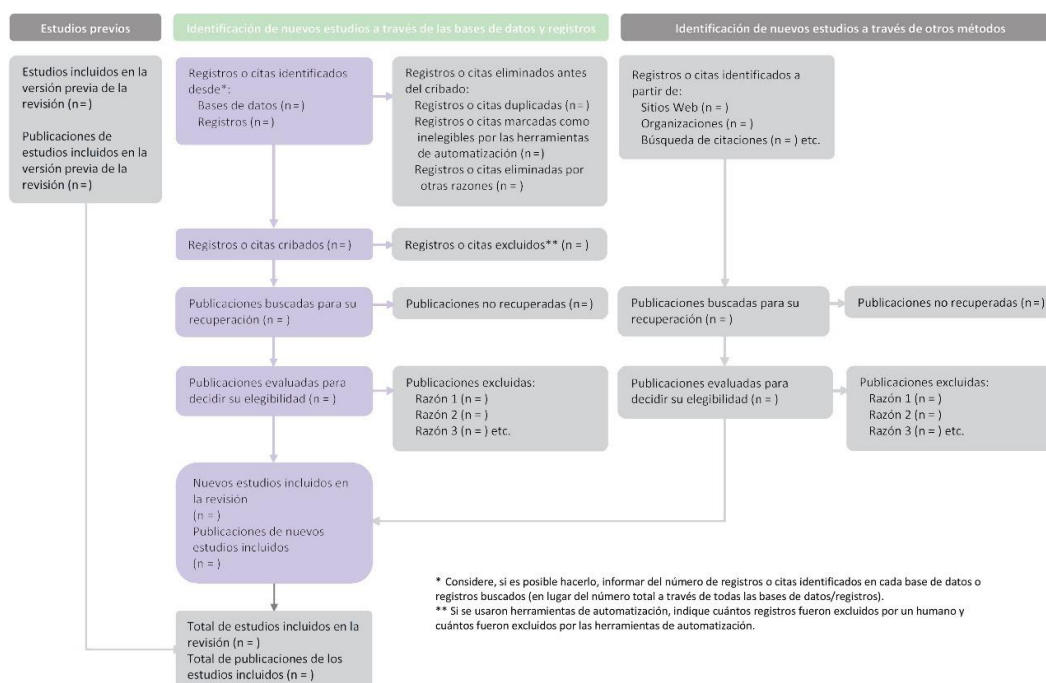 Estudios previos
Identificación de nuevos estudios a través de las bases de datos y registros
Identificación de nuevos estudios a través de otros métodos
Estudios incluidos en la
versión previa de la
revisión (n = )
Publicaciones de
estudios incluidos en la
versión previa de la
revisión (n = )
Registros o citas identificados
desde*:
Bases de datos (n = )
Registros (n = )
Registros o citas eliminados antes
del cribado:
Registros o citas duplicadas (n = )
Registros o citas marcadas como
inelegibles por las herramientas
de automatización (n = )
Registros o citas eliminadas por
otras razones (n = )
Registros o citas identificados a
partir de:
Sitios Web (n = )
Organizaciones (n = )
Búsqueda de citaciones (n = ) etc.
Registros o citas cribados (n = )
Registros o citas excluidos** (n = )
Publicaciones buscadas para su
recuperación (n = )
Publicaciones no recuperadas (n = )
Publicaciones buscadas para su
recuperación (n = )
Publicaciones no recuperadas (n = )
Publicaciones evaluadas para
decidir su elegibilidad (n = )
Publicaciones excluidas:
Razón 1 (n = )
Razón 2 (n = )
Razón 3 (n = ) etc.
Publicaciones evaluadas para
decidir su elegibilidad (n = )
Publicaciones excluidas:
Razón 1 (n = )
Razón 2 (n = )
Razón 3 (n = ) etc.
Nuevos estudios incluidos en
la revisión
(n = )
Publicaciones de nuevos
estudios incluidos
(n = )
* Considere, si es posible hacerlo, informar del número de registros o citas identificados en cada base de datos o
registros buscados (en lugar del número total a través de todas las bases de datos/registros).
** Si se usaron herramientas de automatización, indique cuántos registros fueron excluidos por un humano y
cuántos fueron excluidos por las herramientas de automatización.
Total de estudios incluidos en la
revisión (n = )
Total de publicaciones de los
estudios incluidos (n = )